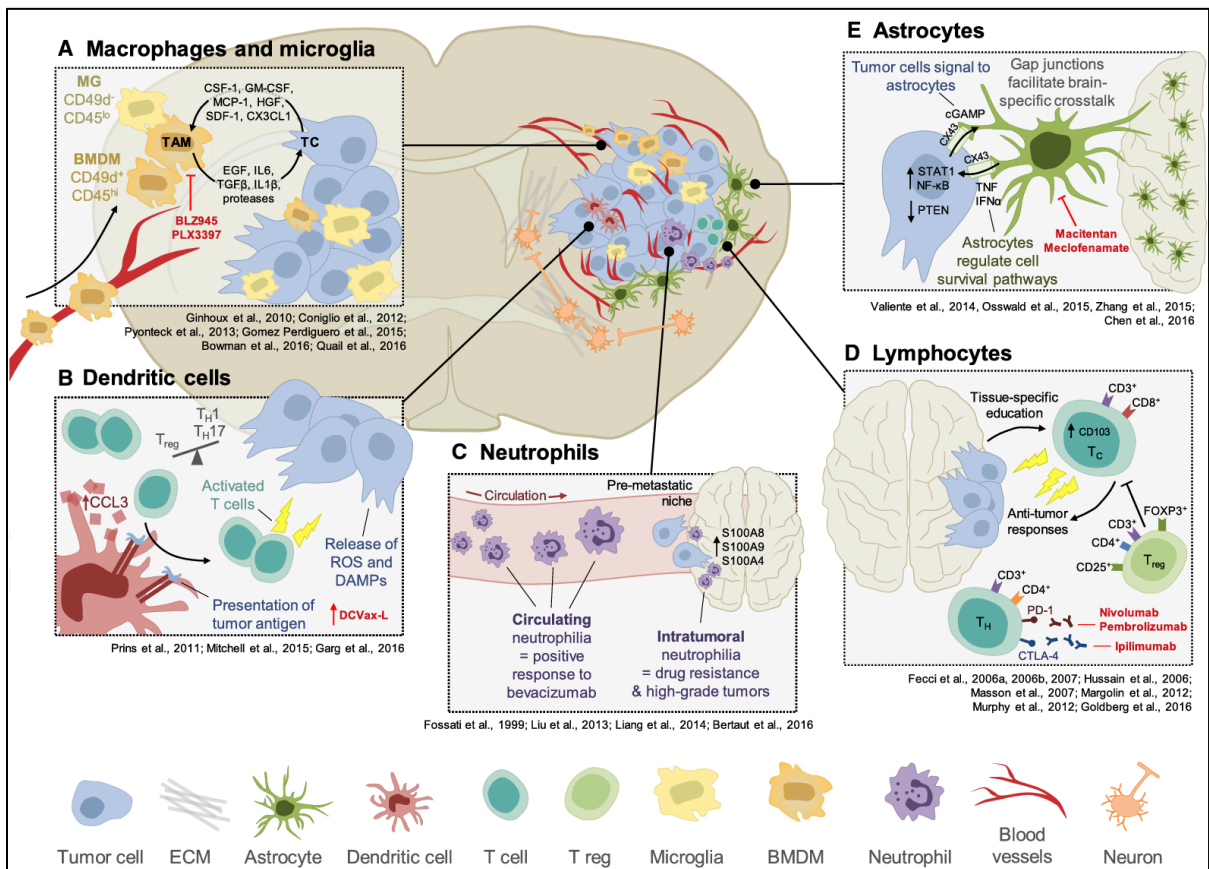 A Macrophages and microglia
MG
CD49d⁻
CD45ˡᵒ
BMDM
CD49d⁺
CD45ʰⁱ
TAM
CSF-1, GM-CSF,
MCP-1, HGF,
SDF-1, CX3CL1
TC
EGF, IL6,
TGFβ, IL1β,
proteases
BLZ945
PLX3397
Ginhoux et al., 2010; Coniglio et al., 2012;
Pyonteck et al., 2013; Gomez Perdiguero et al., 2015;
Bowman et al., 2016; Quail et al., 2016
B Dendritic cells
T_reg
T_H1
T_H17
↑CCL3
Activated
T cells
Release of
ROS and
DAMPs
Presentation of
tumor antigen
↑DCVax-L
Prins et al., 2011; Mitchell et al., 2015; Garg et al., 2016
C Neutrophils
Circulation
Pre-metastatic
niche
S100A8
S100A9
S100A4
Circulating
neutrophilia
= positive
response to
bevacizumab
Intratumoral
neutrophilia
= drug resistance
& high-grade tumors
Fossati et al., 1999; Liu et al., 2013; Liang et al., 2014; Bertaut et al., 2016
E Astrocytes
Tumor cells signal to
astrocytes
Gap junctions
facilitate brain-
specific crosstalk
cGAMP
CX43
CX43
↑ STAT1
NF-κB
↓ PTEN
TNF
IFNα
Astrocytes
regulate cell
survival pathways
Macitentan
Meclofenamate
Valiente et al., 2014, Osswald et al., 2015, Zhang et al., 2015;
Chen et al., 2016
D Lymphocytes
Tissue-specific
education
CD3⁺
CD8⁺
↑ CD103
T_C
Anti-tumor
responses
FOXP3⁺
CD3⁺
CD4⁺
CD25⁺
T_reg
CD3⁺
CD4⁺
T_H
PD-1
CTLA-4
Nivolumab
Pembrolizumab
Ipilimumab
Fecci et al., 2006a, 2006b, 2007; Hussain et al., 2006;
Masson et al., 2007; Margolin et al., 2012;
Murphy et al., 2012; Goldberg et al., 2016
Tumor cell
ECM
Astrocyte
Dendritic cell
T cell
T reg
Microglia
BMDM
Neutrophil
Blood
vessels
Neuron